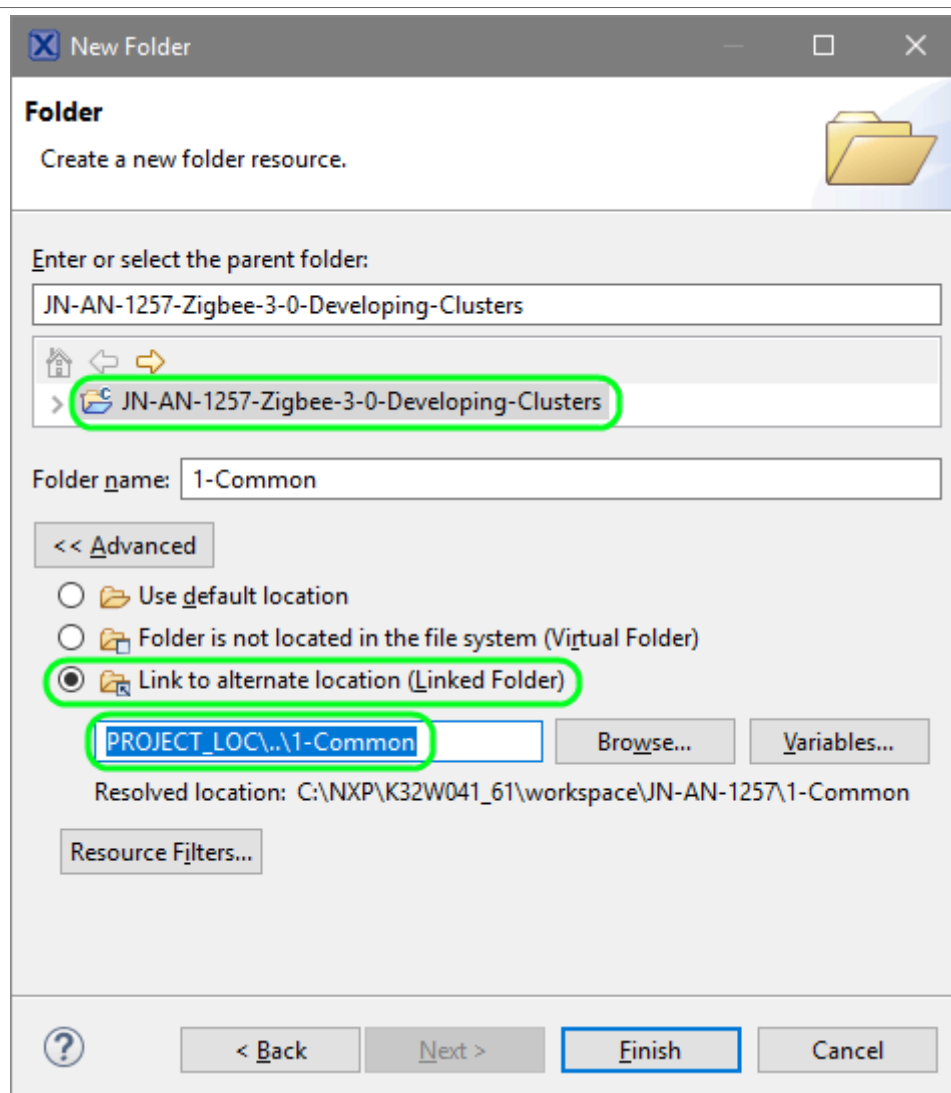 New Folder
Folder
Create a new folder resource.
Enter or select the parent folder:
JN-AN-1257-Zigbee-3-0-Developing-Clusters
JN-AN-1257-Zigbee-3-0-Developing-Clusters
Folder name: 1-Common
<< Advanced
Use default location
Folder is not located in the file system (Virtual Folder)
Link to alternate location (Linked Folder)
PROJECT_LOC\..\1-Common Browse... Variables...
Resolved location: C:\NXP\K32W041_61\workspace\JN-AN-1257\1-Common
Resource Filters...
? < Back Next > Finish Cancel